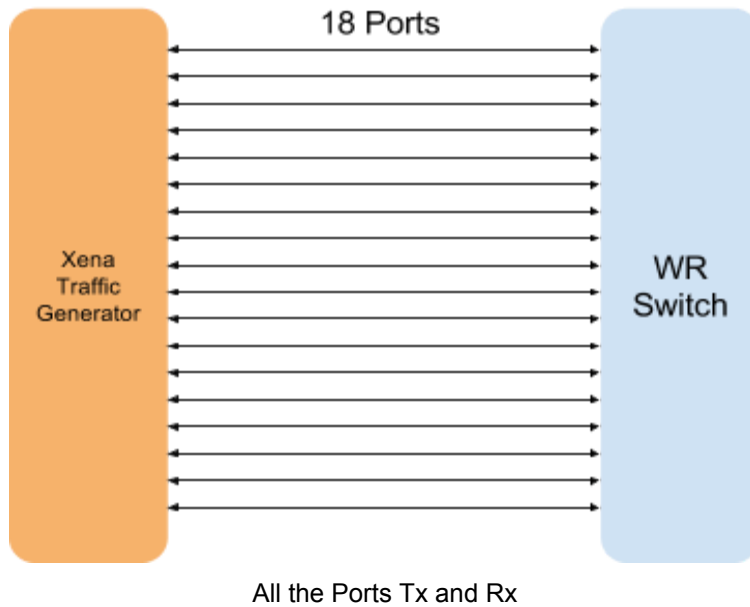 18 Ports
Xena
Traffic
Generator
WR
Switch
All the Ports Tx and Rx